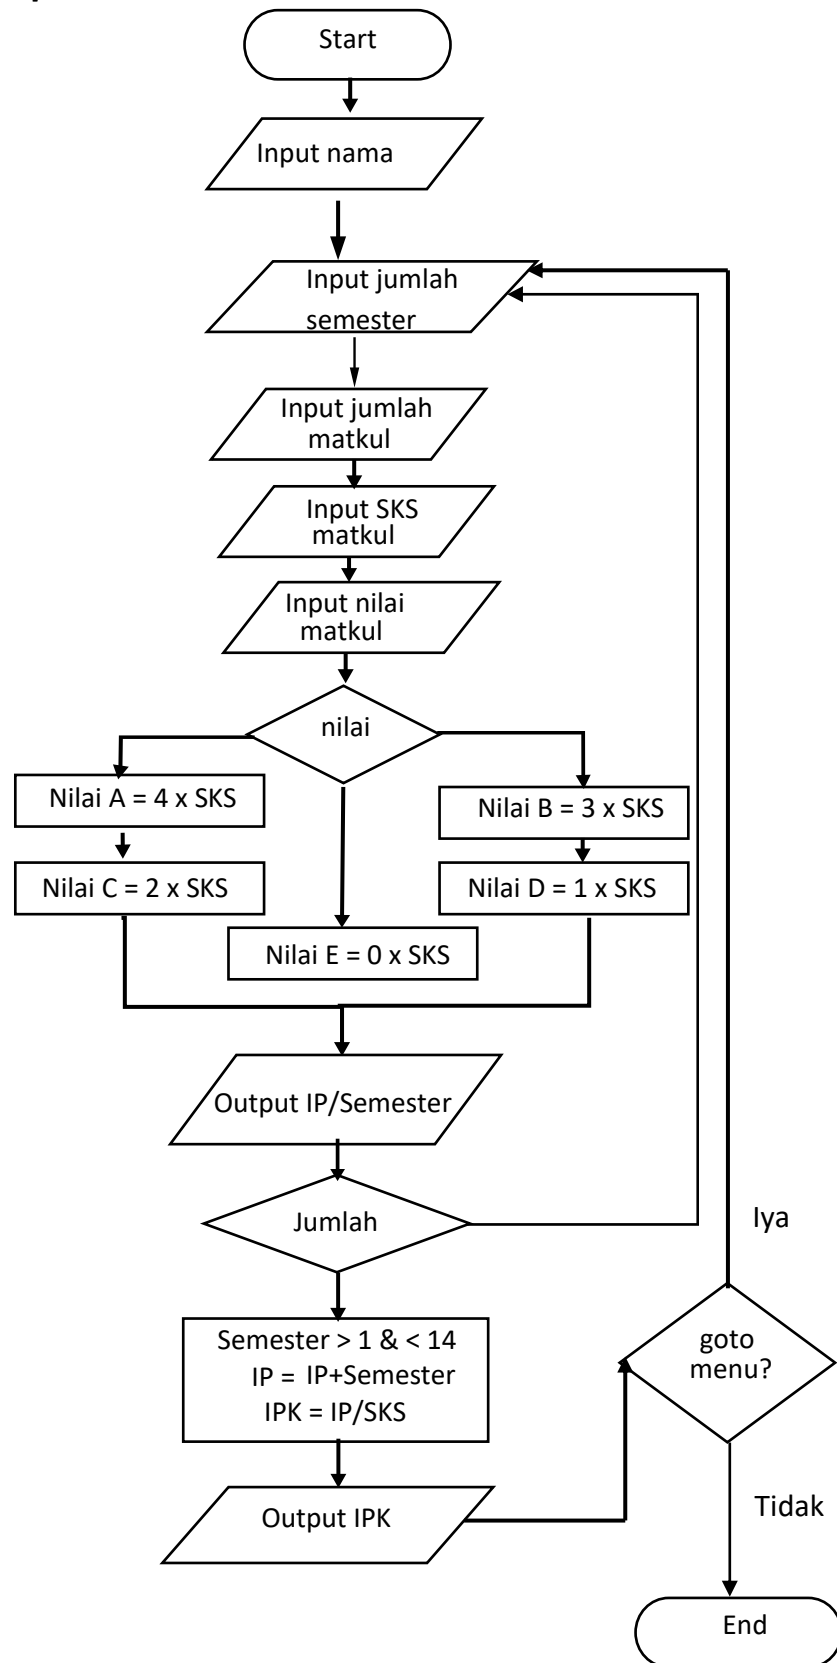 Start
Input nama
Input jumlah
semester
Input jumlah
matkul
Input SKS
matkul
Input nilai
matkul
nilai
Nilai A = 4 x SKS
Nilai B = 3 x SKS
Nilai C = 2 x SKS
Nilai D = 1 x SKS
Nilai E = 0 x SKS
Output IP/Semester
Jumlah
Iya
Semester > 1 & < 14
IP = IP+Semester
IPK = IP/SKS
goto
menu?
Output IPK
Tidak
End